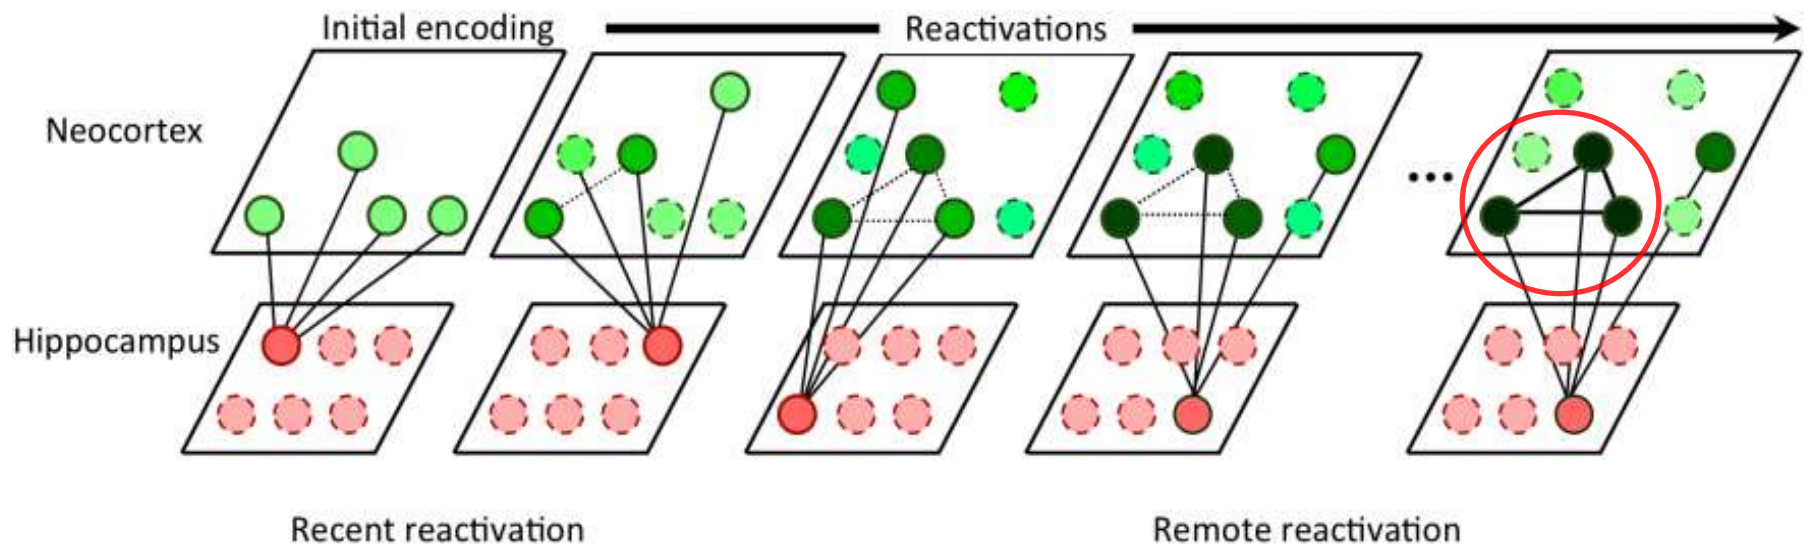 Initial encoding
Reactivations
Neocortex
...
Hippocampus
Recent reactivation
Remote reactivation